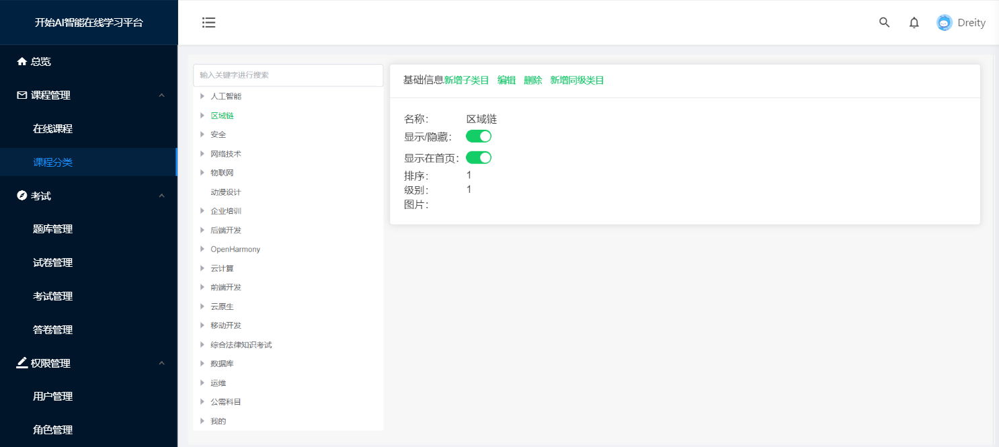 开始AI智能在线学习平台
Dreity
总览
课程管理
在线课程
课程分类
考试
题库管理
试卷管理
考试管理
答卷管理
权限管理
用户管理
角色管理
输入关键字进行搜索
人工智能
区域链
安全
网络技术
物联网
动漫设计
企业培训
后端开发
OpenHarmony
云计算
前端开发
云原生
移动开发
综合法律知识考试
数据库
运维
公需科目
我的
基础信息新增子类目 编辑 删除 新增同级类目
名称： 区域链
显示/隐藏：
显示在首页：
排序： 1
级别： 1
图片：